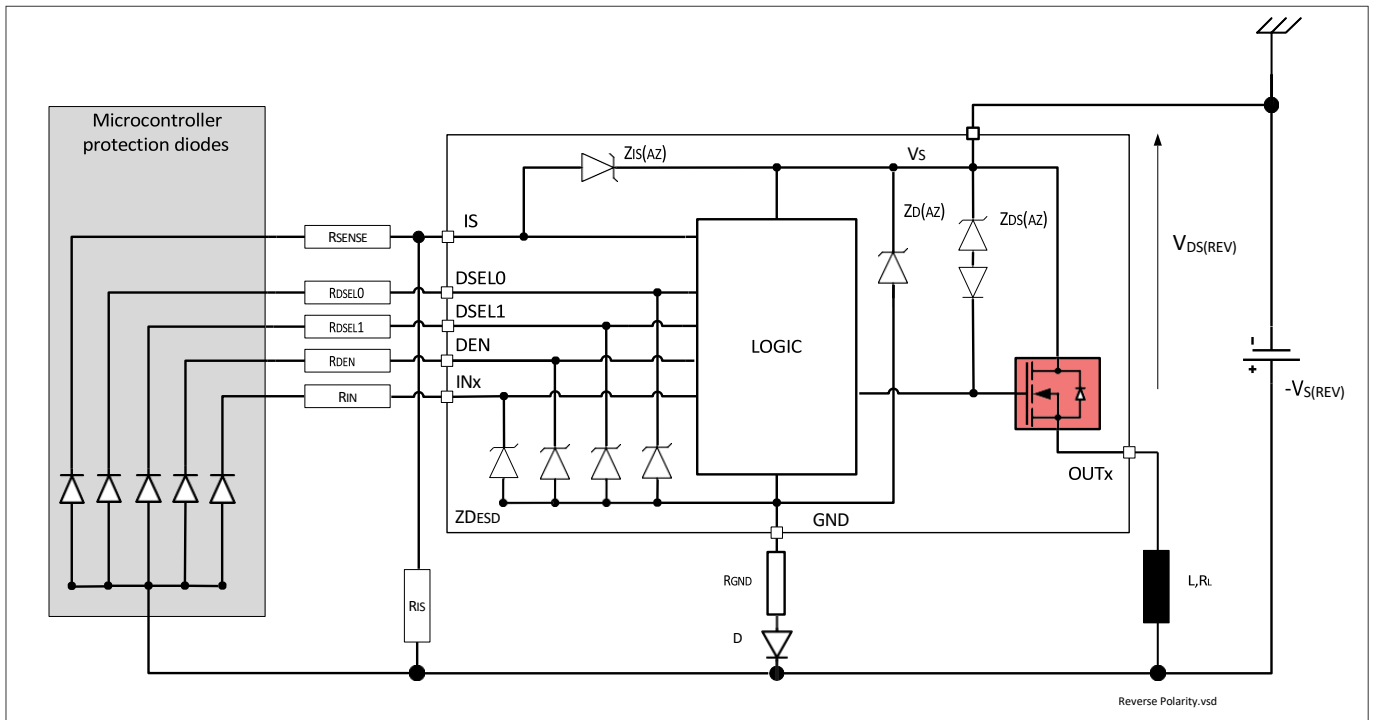 Microcontroller
protection diodes
ZIS(AZ)
VS
ZD(AZ)
ZDS(AZ)
VDS(REV)
IS
RSENSE
DSEL0
RDSEL0
DSEL1
RDSEL1
DEN
RDEN
INx
RIN
LOGIC
-
+
-VS(REV)
OUTx
ZDESD
GND
RGND
L,RL
RIS
D
Reverse Polarity.vsd